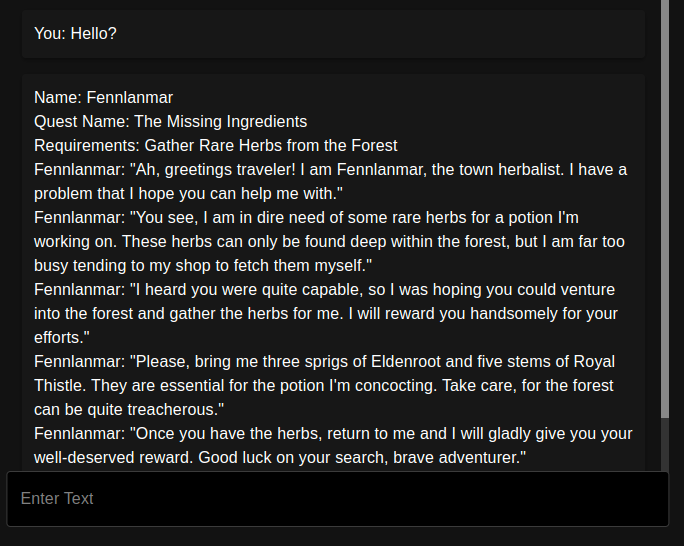 You: Hello?
Name: Fennlanmar
Quest Name: The Missing Ingredients
Requirements: Gather Rare Herbs from the Forest
Fennlanmar: "Ah, greetings traveler! I am Fennlanmar, the town herbalist. I have a
problem that I hope you can help me with."
Fennlanmar: "You see, I am in dire need of some rare herbs for a potion I'm
working on. These herbs can only be found deep within the forest, but I am far too
busy tending to my shop to fetch them myself."
Fennlanmar: "I heard you were quite capable, so I was hoping you could venture
into the forest and gather the herbs for me. I will reward you handsomely for your
efforts."
Fennlanmar: "Please, bring me three sprigs of Eldenroot and five stems of Royal
Thistle. They are essential for the potion I'm concocting. Take care, for the forest
can be quite treacherous."
Fennlanmar: "Once you have the herbs, return to me and I will gladly give you your
well-deserved reward. Good luck on your search, brave adventurer."
Enter Text